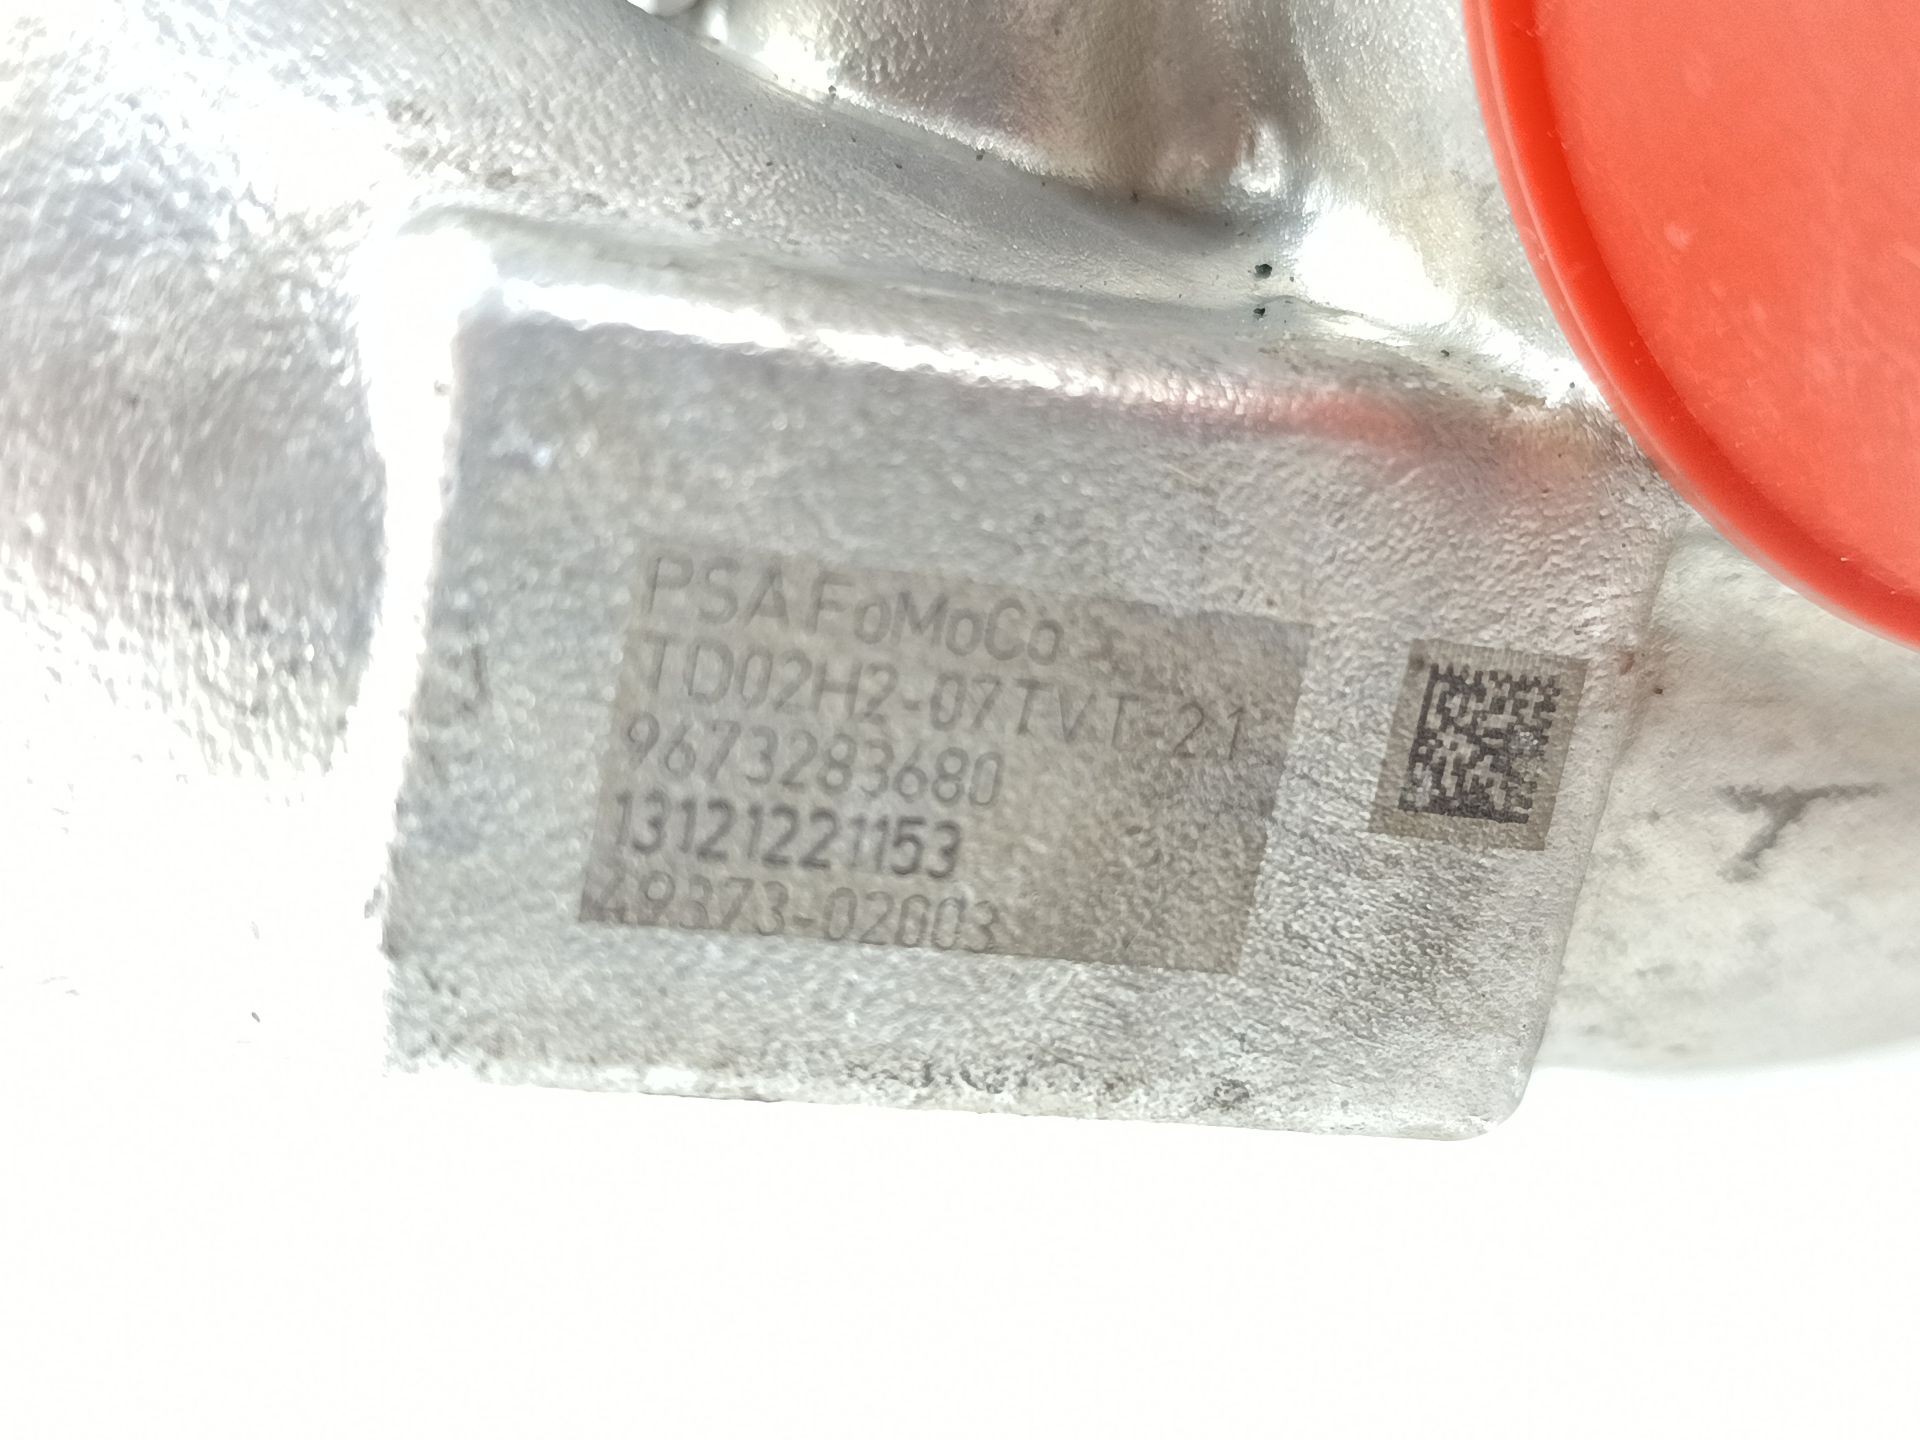 PSA FoMoCo
TD02H2-07TVT-21
9673283680
13121221153
49373-02003
T